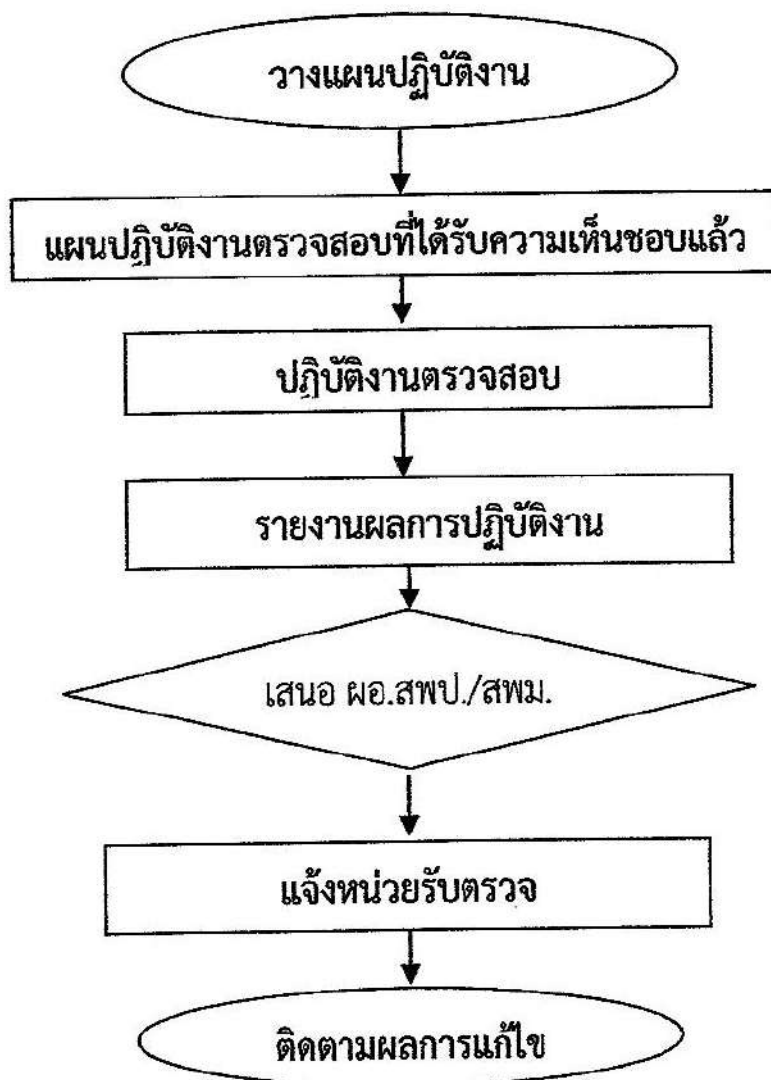 วางแผนปฏิบัติงาน
แผนปฏิบัติงานตรวจสอบที่ได้รับความเห็นชอบแล้ว
ปฏิบัติงานตรวจสอบ
รายงานผลการปฏิบัติงาน
เสนอ ผอ.สพป./สพม.
แจ้งหน่วยรับตรวจ
ติดตามผลการแก้ไข